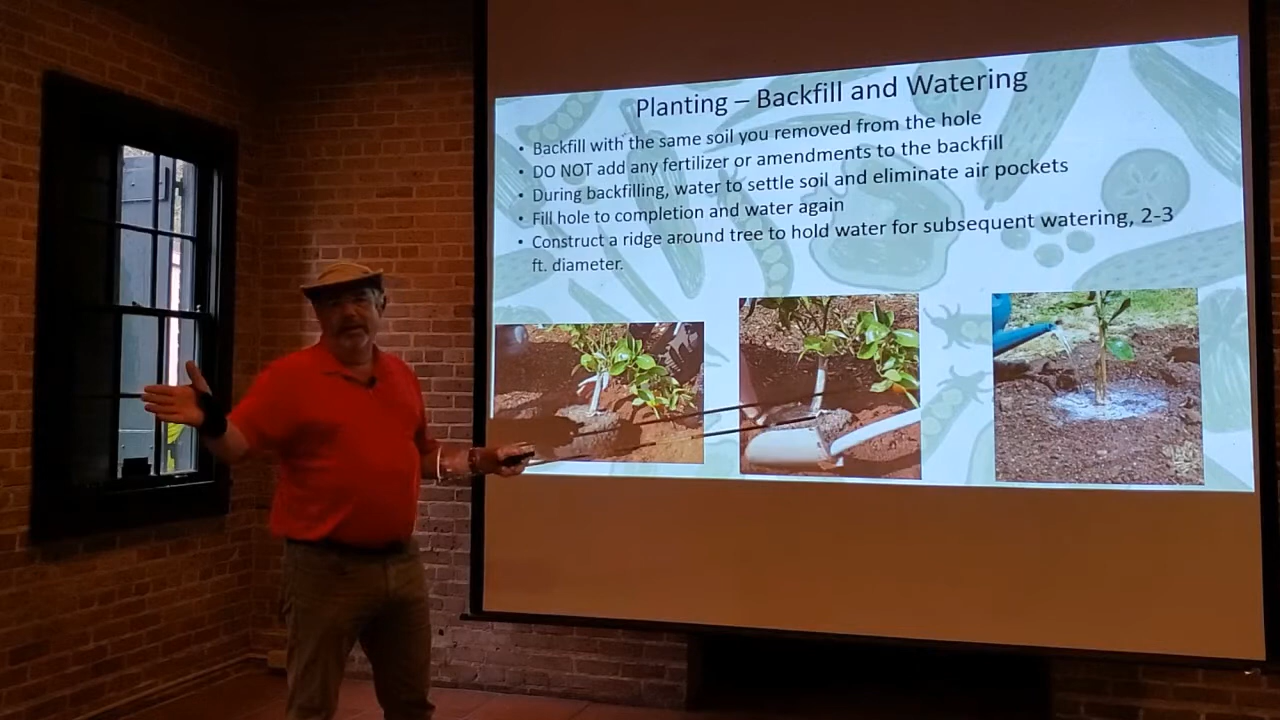 Planting – Backfill and Watering
• Backfill with the same soil you removed from the hole
• DO NOT add any fertilizer or amendments to the backfill
• During backfilling, water to settle soil and eliminate air pockets
• Fill hole to completion and water again
• Construct a ridge around tree to hold water for subsequent watering, 2-3
ft. diameter.